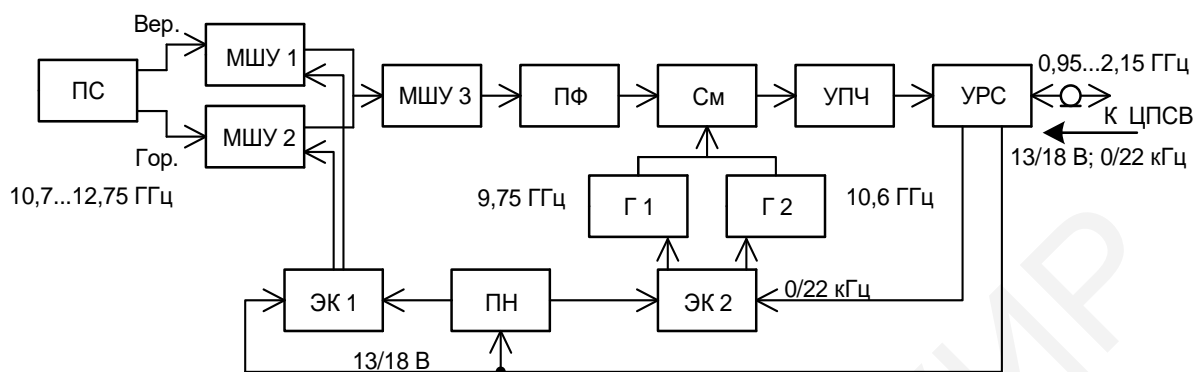 Вер.
ПС
МШУ 1
МШУ 2
Гор.
10,7...12,75 ГГц
МШУ 3
ПФ
См
УПЧ
УРС
0,95...2,15 ГГц
К ЦПСВ
13/18 В; 0/22 кГц
9,75 ГГц
Г 1
Г 2
10,6 ГГц
ЭК 1
ПН
ЭК 2
0/22 кГц
13/18 В
ИР